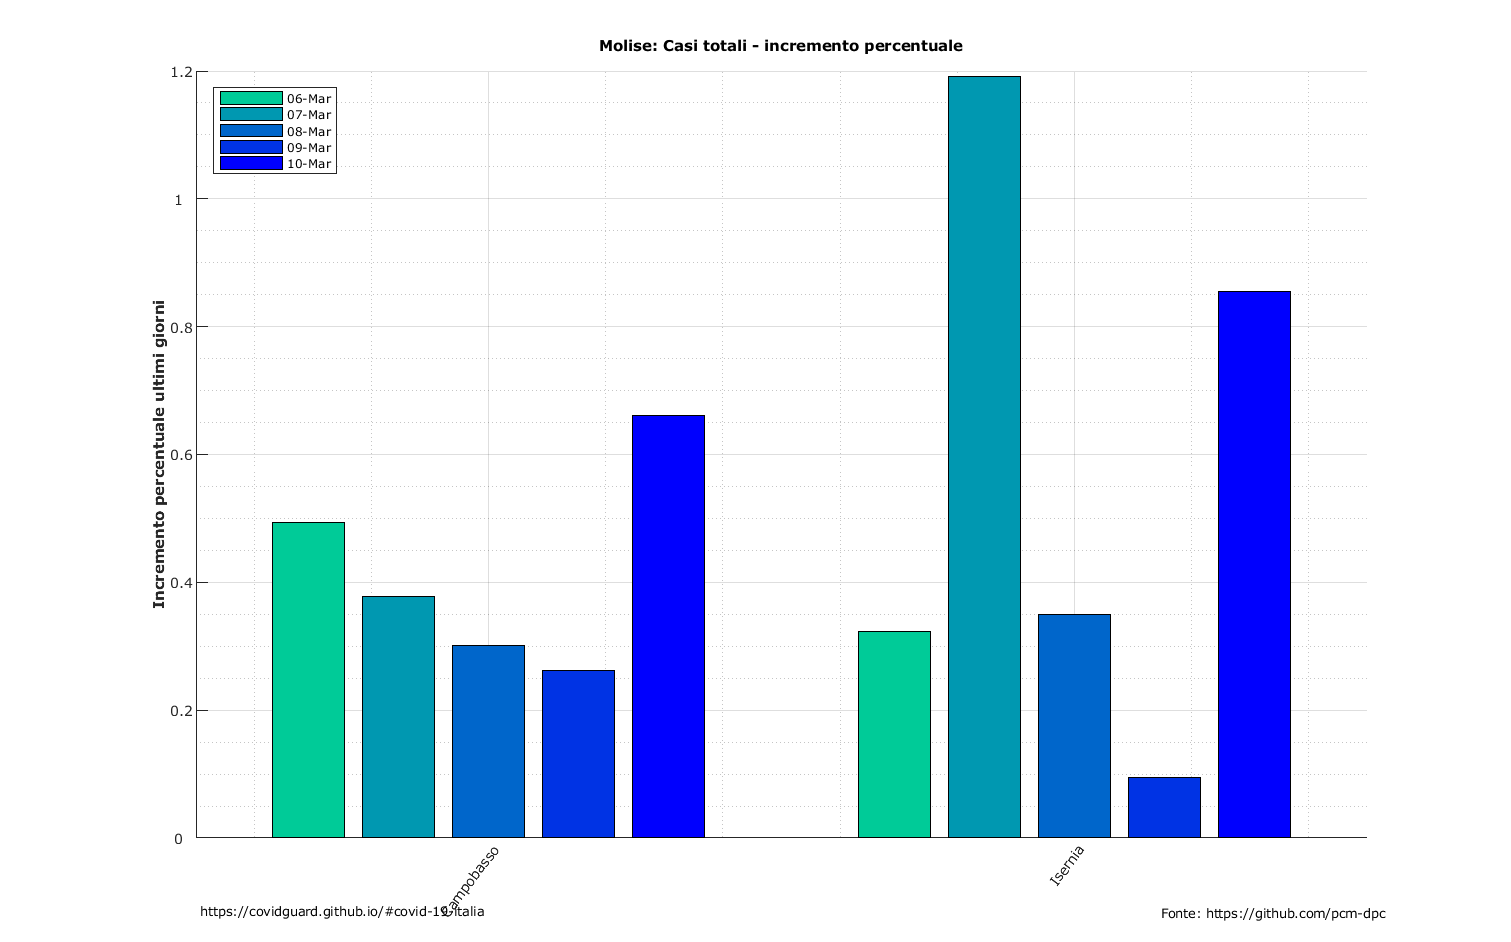 Molise: Casi totali - incremento percentuale
06-Mar
07-Mar
08-Mar
09-Mar
10-Mar
Incremento percentuale ultimi giorni
1.2
1
0.8
0.6
0.4
0.2
0
Campobasso
Isernia
https://covidguard.github.io/#covid-19-italia
Fonte: https://github.com/pcm-dpc